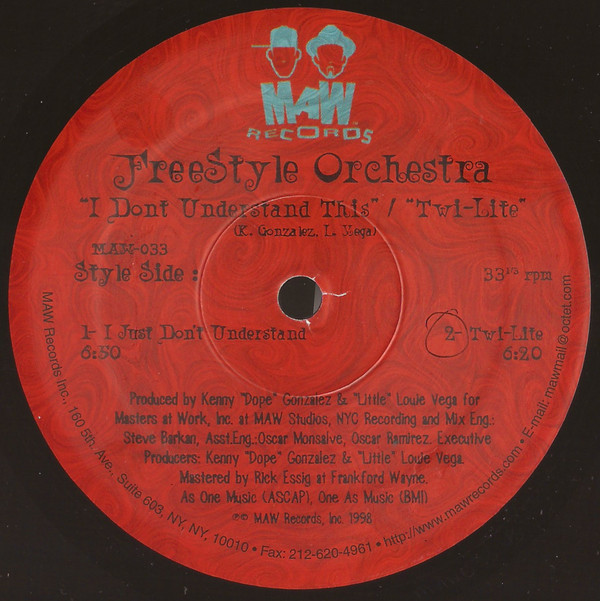 MAW
RECORDS
FreeStyle Orchestra
"I Dont Understand This" / "Twi-Lite"
(K. Gonzalez, L. Vega)
MAW-033
Style Side :
33 1/3 rpm
1- I Just Don't Understand
6:30
2- Twi-Lite
6:20
Produced by Kenny "Dope" Gonzalez & "Little" Louie Vega for
Masters at Work, Inc. at MAW Studios, NYC Recording and Mix Eng.:
Steve Barkan, Asst.Eng.:Oscar Monsalve, Oscar Ramirez. Executive
Producers: Kenny "Dope" Gonzalez & "Little" Louie Vega.
Mastered by Rick Essig at Frankford Wayne.
As One Music (ASCAP), One As Music (BMI)
℗© MAW Records, Inc. 1998
MAW Records Inc., 160 5th. Ave., Suite 603, NY, NY, 10010 • Fax: 212-620-4961 • http://www.mawrecords.com • E-mail: mawmail@octet.com